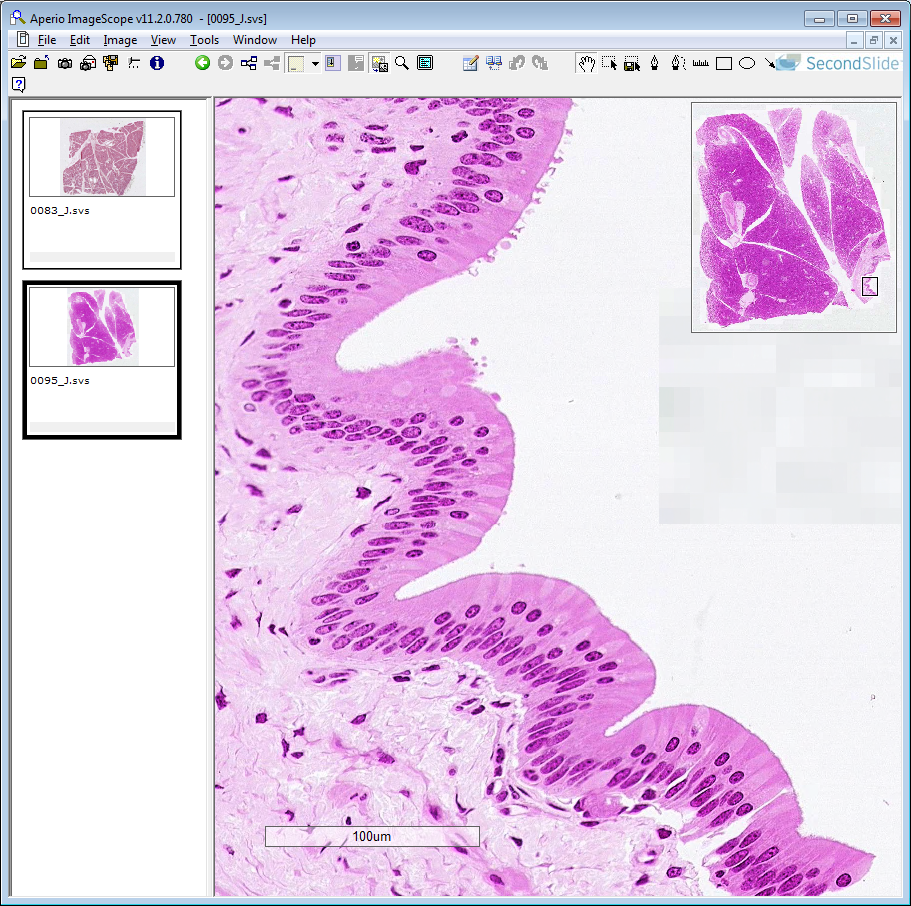 Aperio ImageScope v11.2.0.780 - [0095_J.svs]
File Edit Image View Tools Window Help
SecondSlide
0083_J.svs
0095_J.svs
100um